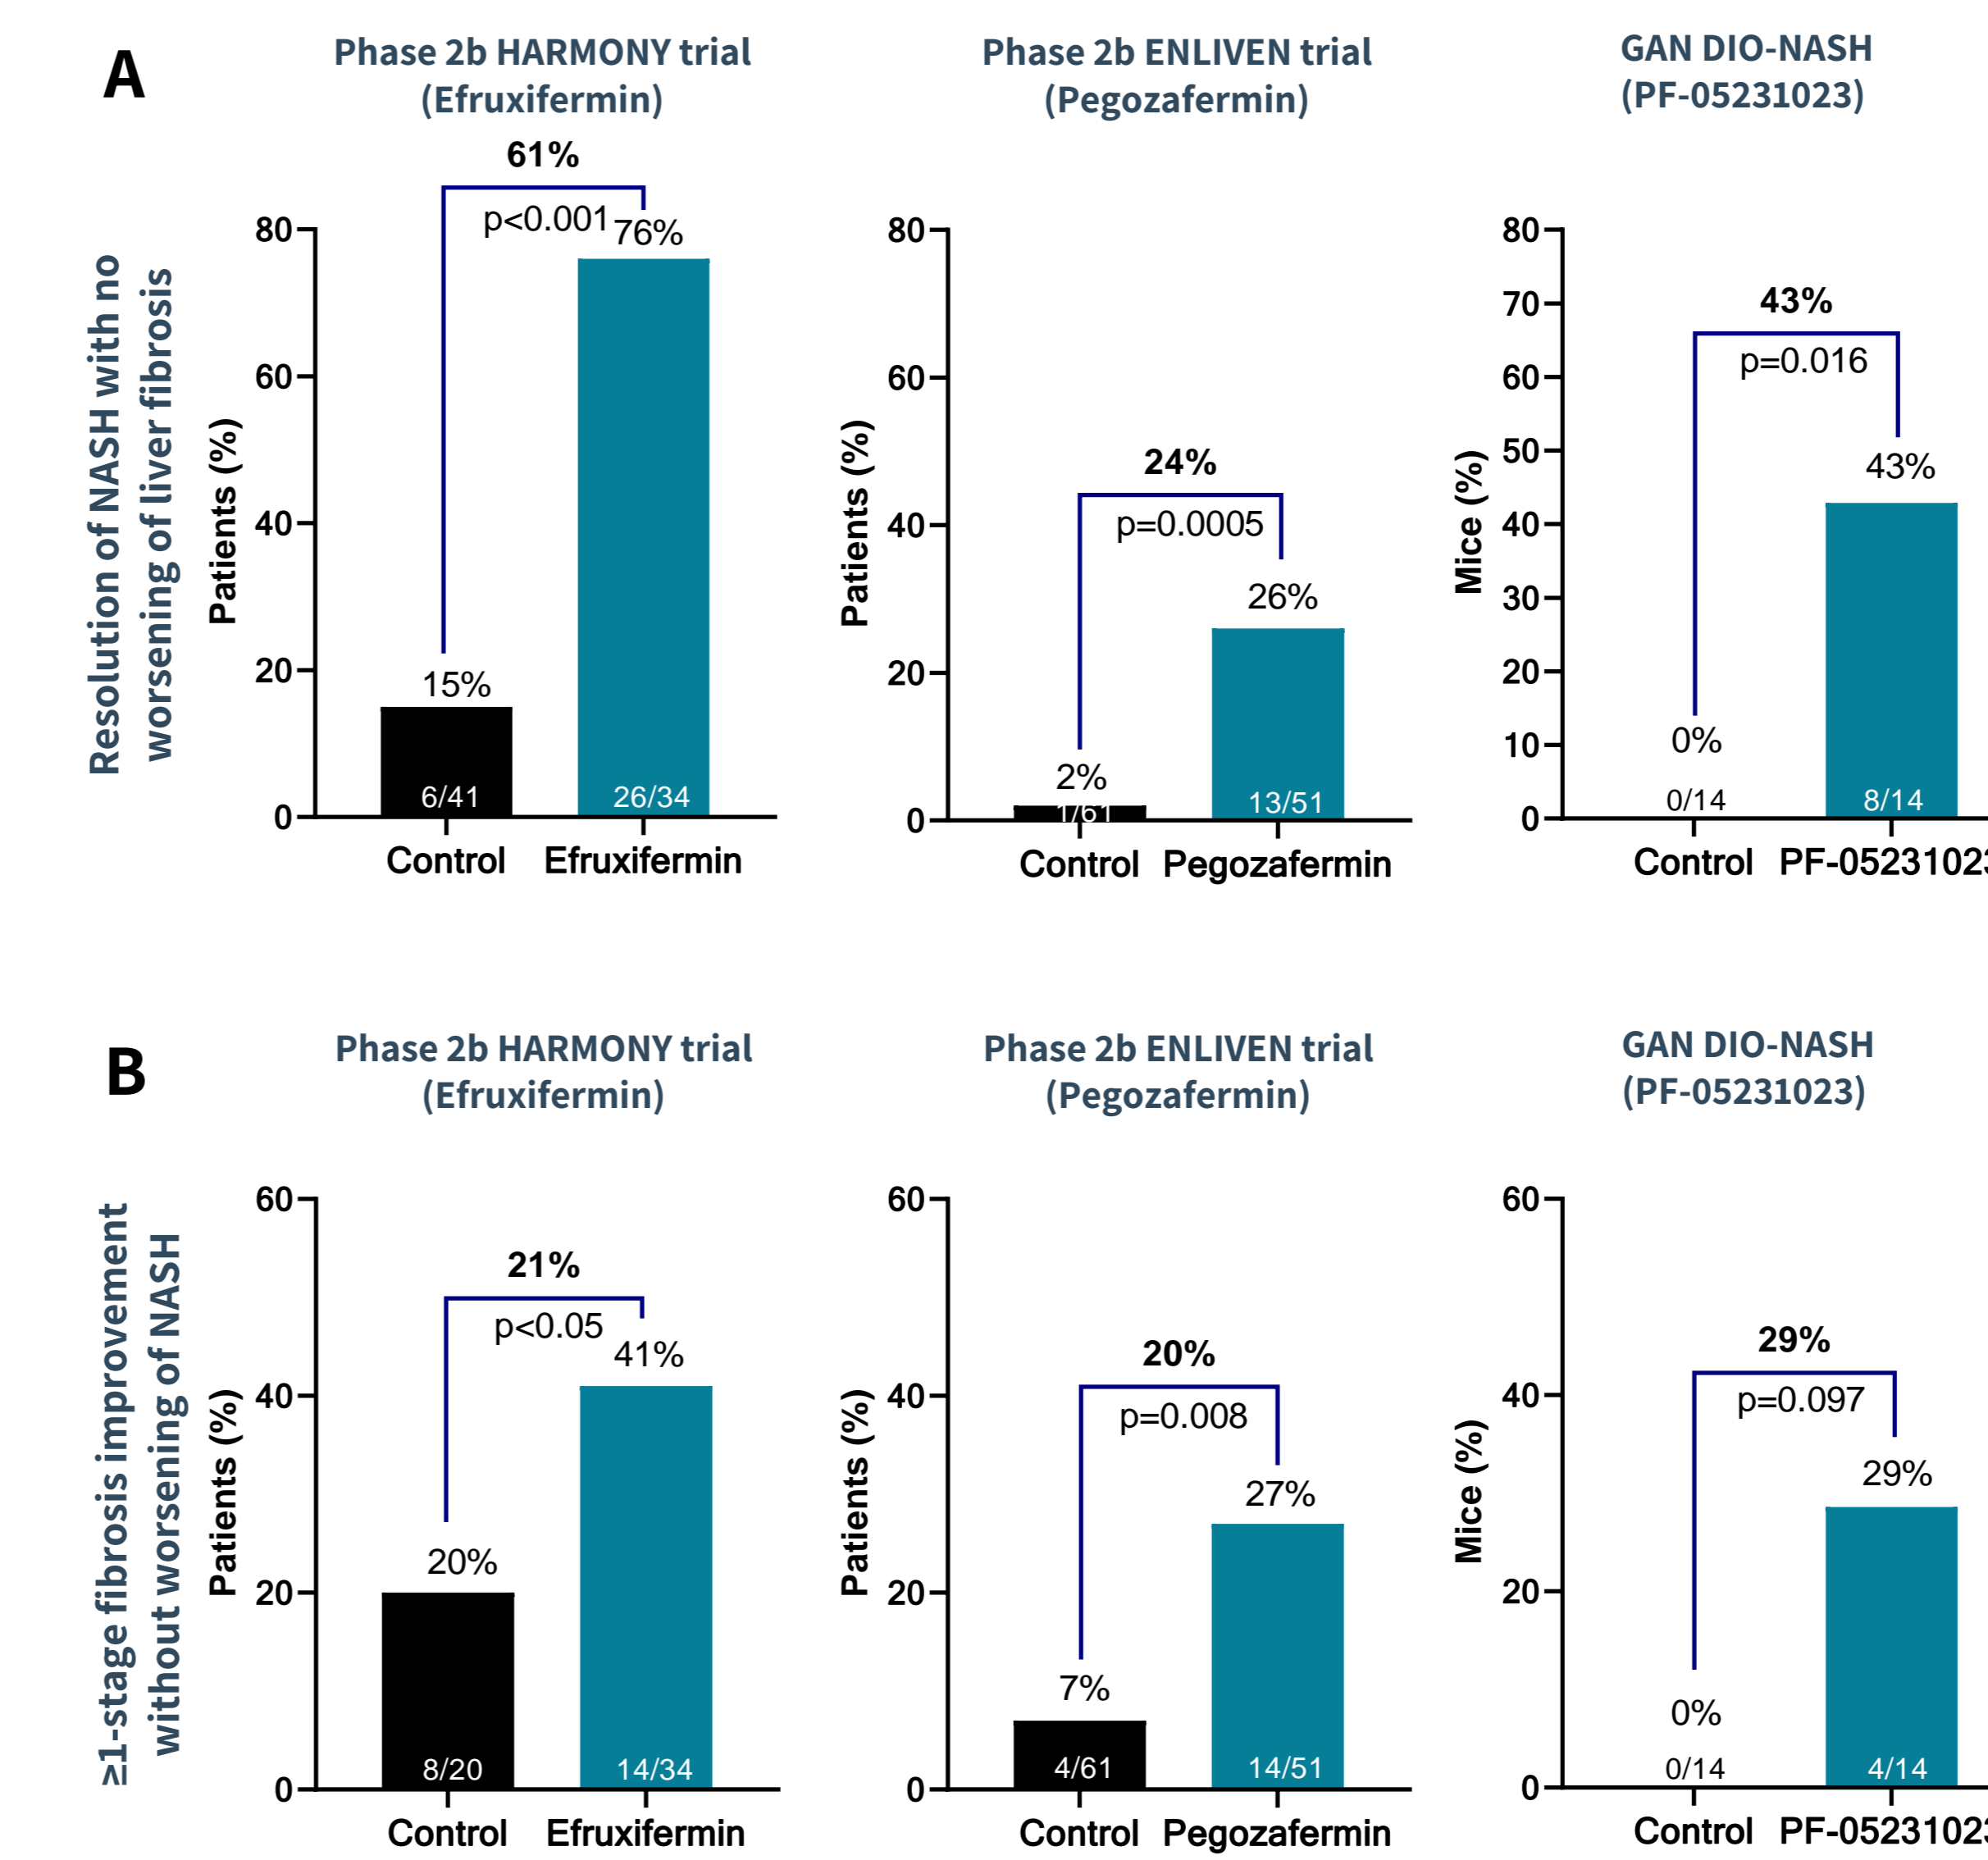 A
Phase 2b HARMONY trial
(Efruxifermin)
Phase 2b ENLIVEN trial
(Pegozafermin)
GAN DIO-NASH
(PF-05231023)
Resolution of NASH with no
worsening of liver fibrosis
Patients (%)
80
60
40
20
0
61%
p<0.001
76%
15%
6/41
26/34
Control
Efruxifermin
Patients (%)
80
60
40
20
0
24%
p=0.0005
26%
2%
1/61
13/51
Control
Pegozafermin
Mice (%)
80
70
60
50
40
30
20
10
0
43%
p=0.016
43%
0%
0/14
8/14
Control
PF-05231023
B
Phase 2b HARMONY trial
(Efruxifermin)
Phase 2b ENLIVEN trial
(Pegozafermin)
GAN DIO-NASH
(PF-05231023)
≥1-stage fibrosis improvement
without worsening of NASH
Patients (%)
60
40
20
0
21%
p<0.05
41%
20%
8/20
14/34
Control
Efruxifermin
Patients (%)
60
40
20
0
20%
p=0.008
27%
7%
4/61
14/51
Control
Pegozafermin
Mice (%)
60
40
20
0
29%
p=0.097
29%
0%
0/14
4/14
Control
PF-05231023